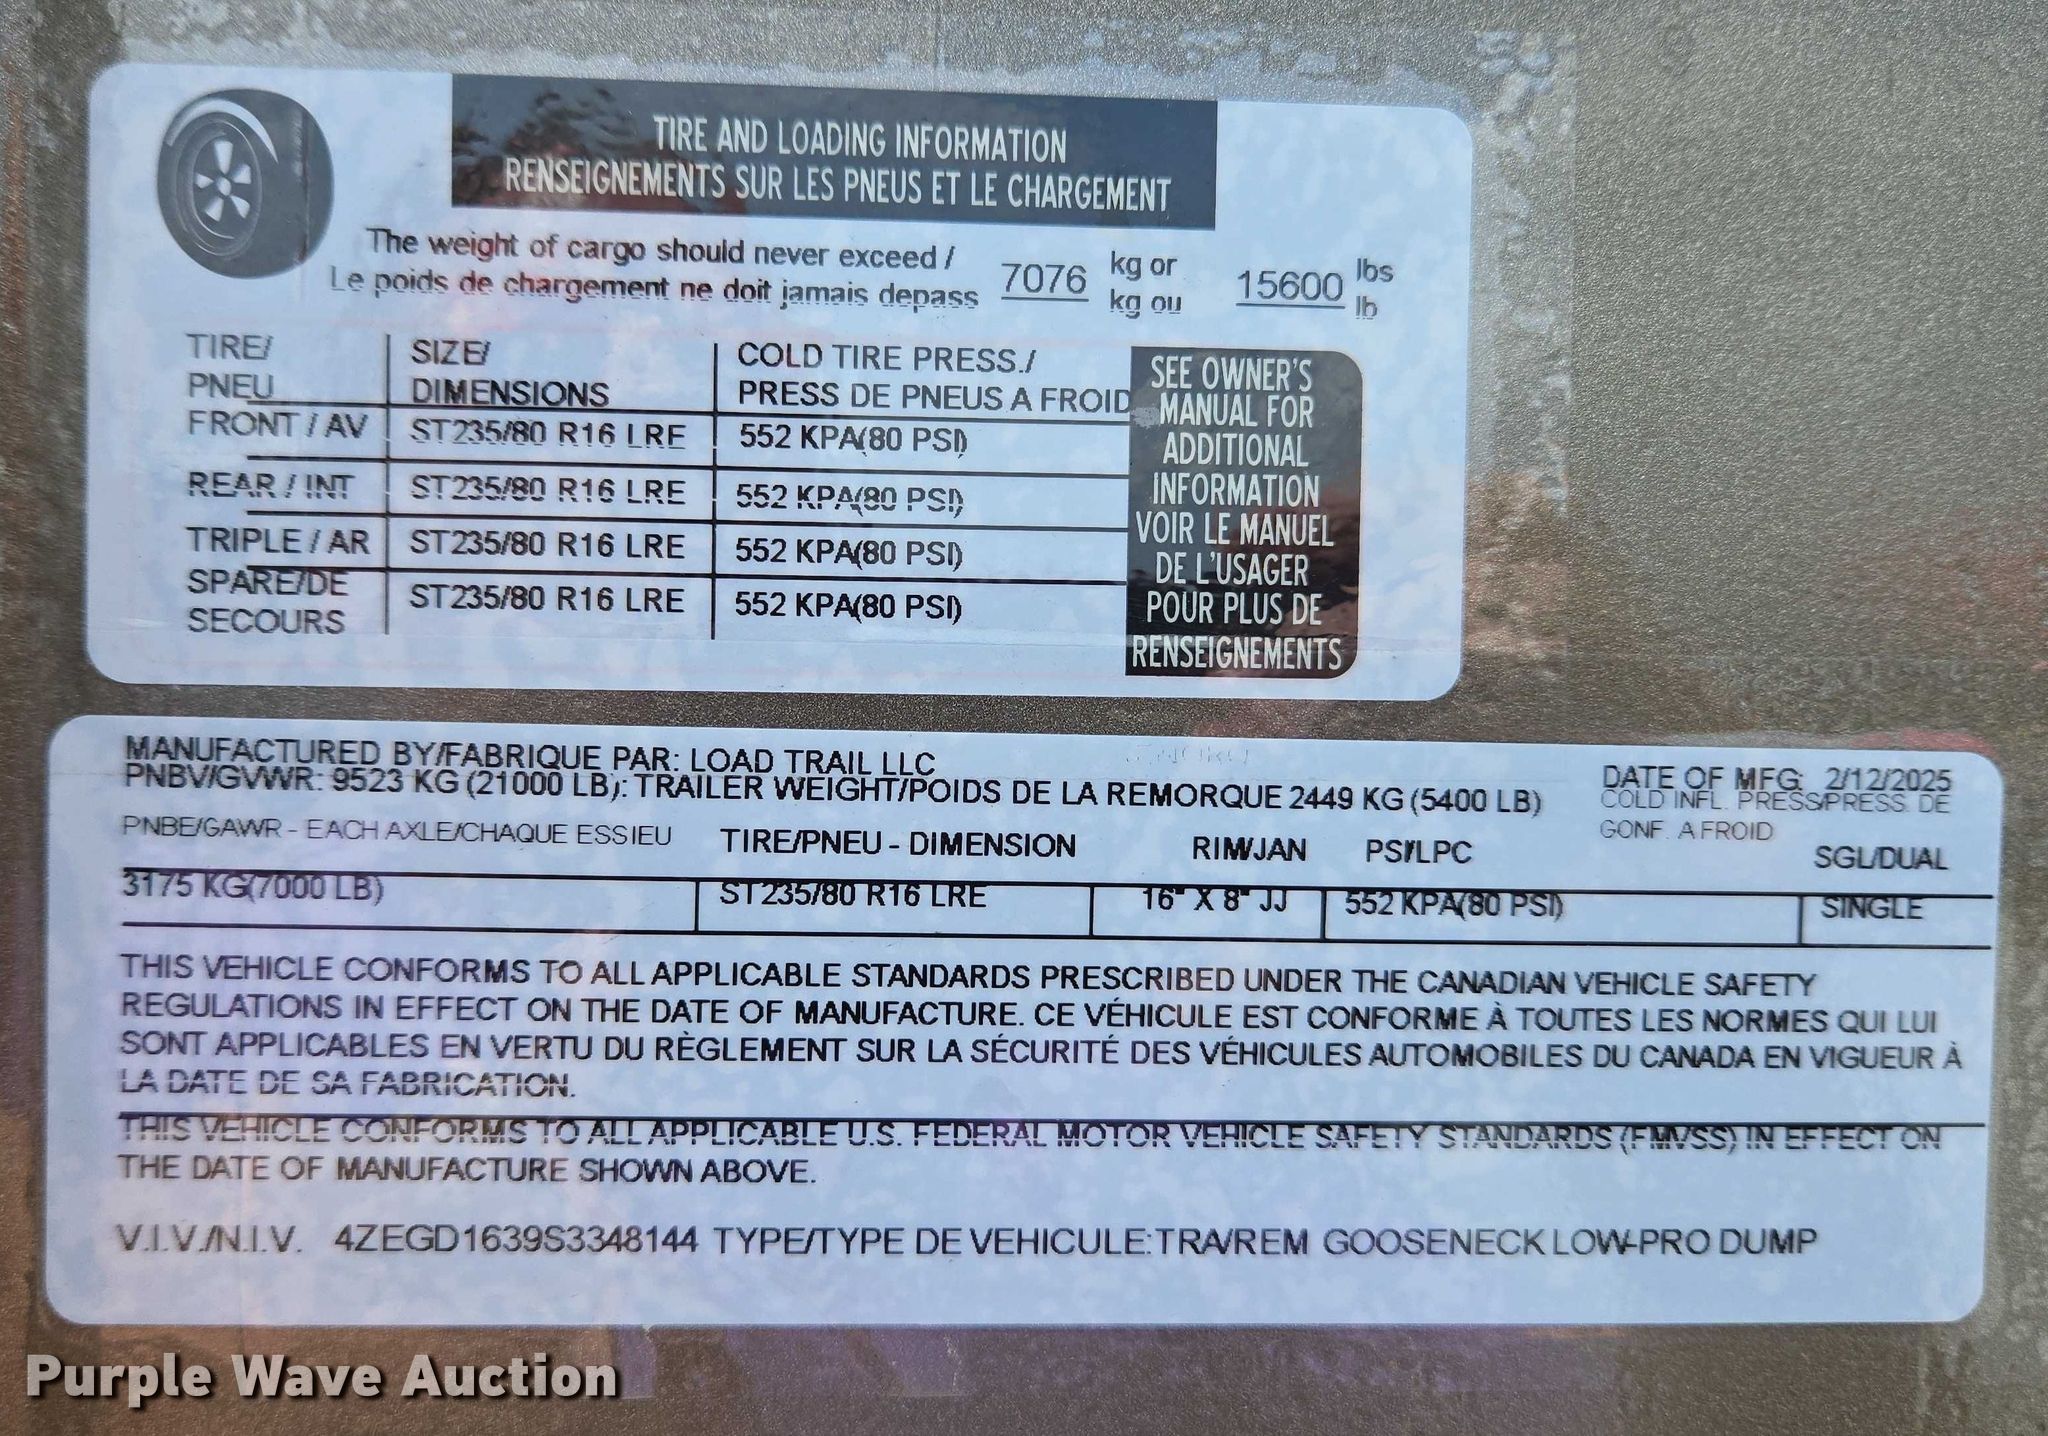 TIRE AND LOADING INFORMATION
RENSEIGNEMENTS SUR LES PNEUS ET LE CHARGEMENT
The weight of cargo should never exceed / 7076 kg or 15600 lbs
Le poids de chargement ne doit jamais depass kg ou lb
TIRE/ SIZE/ COLD TIRE PRESS./
PNEU DIMENSIONS PRESS DE PNEUS A FROID
FRONT / AV ST235/80 R16 LRE 552 KPA(80 PSI)
REAR / INT ST235/80 R16 LRE 552 KPA(80 PSI)
TRIPLE / AR ST235/80 R16 LRE 552 KPA(80 PSI)
SPARE/DE ST235/80 R16 LRE 552 KPA(80 PSI)
SECOURS
SEE OWNER'S
MANUAL FOR
ADDITIONAL
INFORMATION
VOIR LE MANUEL
DE L'USAGER
POUR PLUS DE
RENSEIGNEMENTS
MANUFACTURED BY/FABRIQUE PAR: LOAD TRAIL LLC DATE OF MFG: 2/12/2025
PNBV/GVWR: 9523 KG (21000 LB): TRAILER WEIGHT/POIDS DE LA REMORQUE 2449 KG (5400 LB) COLD INFL. PRESS/PRESS. DE
GONF. A FROID
PNBE/GAWR - EACH AXLE/CHAQUE ESSIEU TIRE/PNEU - DIMENSION RIM/JAN PSI/LPC SGL/DUAL
3175 KG(7000 LB) ST235/80 R16 LRE 16" X 8" JJ 552 KPA(80 PSI) SINGLE
THIS VEHICLE CONFORMS TO ALL APPLICABLE STANDARDS PRESCRIBED UNDER THE CANADIAN VEHICLE SAFETY
REGULATIONS IN EFFECT ON THE DATE OF MANUFACTURE. CE VÉHICULE EST CONFORME À TOUTES LES NORMES QUI LUI
SONT APPLICABLES EN VERTU DU RÈGLEMENT SUR LA SÉCURITÉ DES VÉHICULES AUTOMOBILES DU CANADA EN VIGUEUR À
LA DATE DE SA FABRICATION.
THIS VEHICLE CONFORMS TO ALL APPLICABLE U.S. FEDERAL MOTOR VEHICLE SAFETY STANDARDS (FMVSS) IN EFFECT ON
THE DATE OF MANUFACTURE SHOWN ABOVE.
V.I.V./N.I.V. 4ZEGD1639S3348144 TYPE/TYPE DE VEHICULE:TRA/REM GOOSENECK LOW-PRO DUMP
Purple Wave Auction